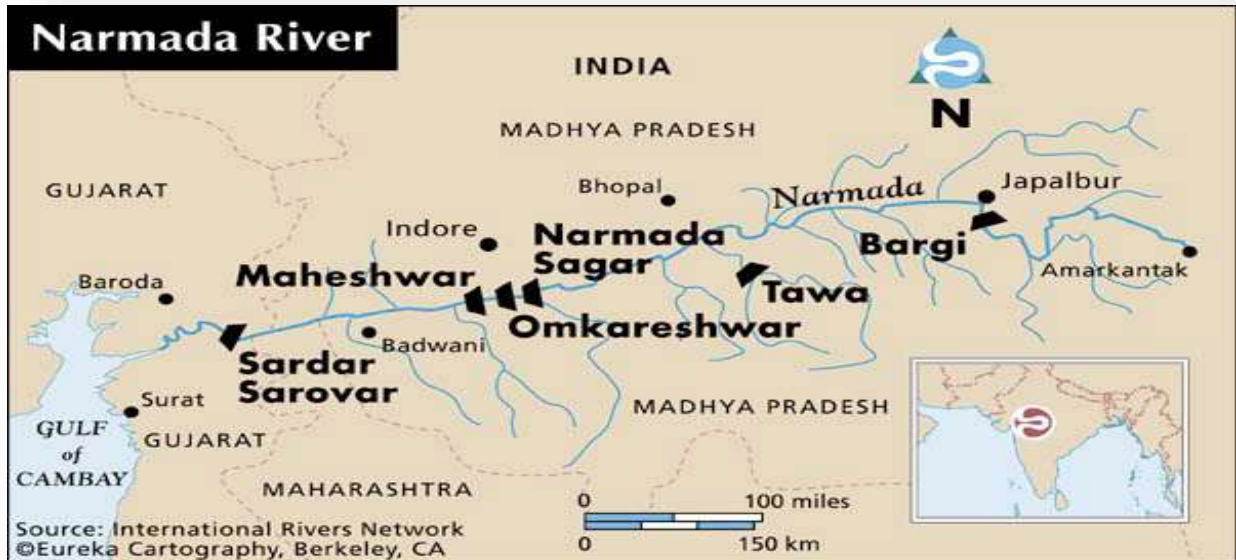 Narmada River
INDIA
MADHYA PRADESH
N
GUJARAT
Bhopal
Narmada
Japalbur
Indore
Narmada
Sagar
Bargi
Baroda
Maheshwar
Tawa
Amarkantak
Omkareshwar
Badwani
Sardar
Sarovar
Surat
MADHYA PRADESH
GULF
of
CAMBAY
GUJARAT
MAHARASHTRA
0 100 miles
0 150 km
Source: International Rivers Network
©Eureka Cartography, Berkeley, CA